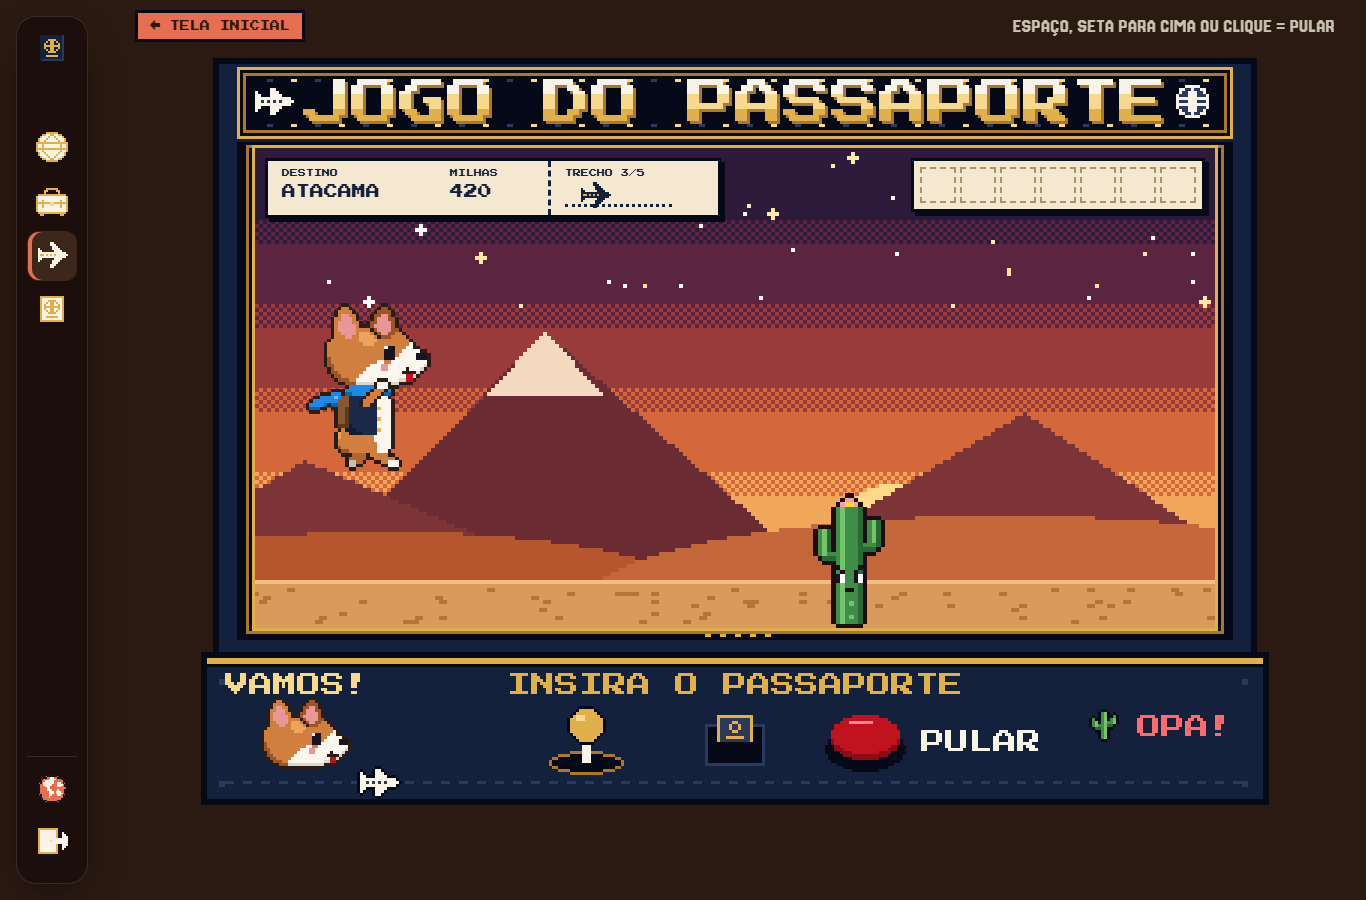 TELA INICIAL
ESPAÇO, SETA PARA CIMA OU CLIQUE = PULAR
JOGO DO PASSAPORTE
DESTINO
ATACAMA
MILHAS
420
TRECHO 3/5
VAMOS!
INSIRA O PASSAPORTE
PULAR
OPA!